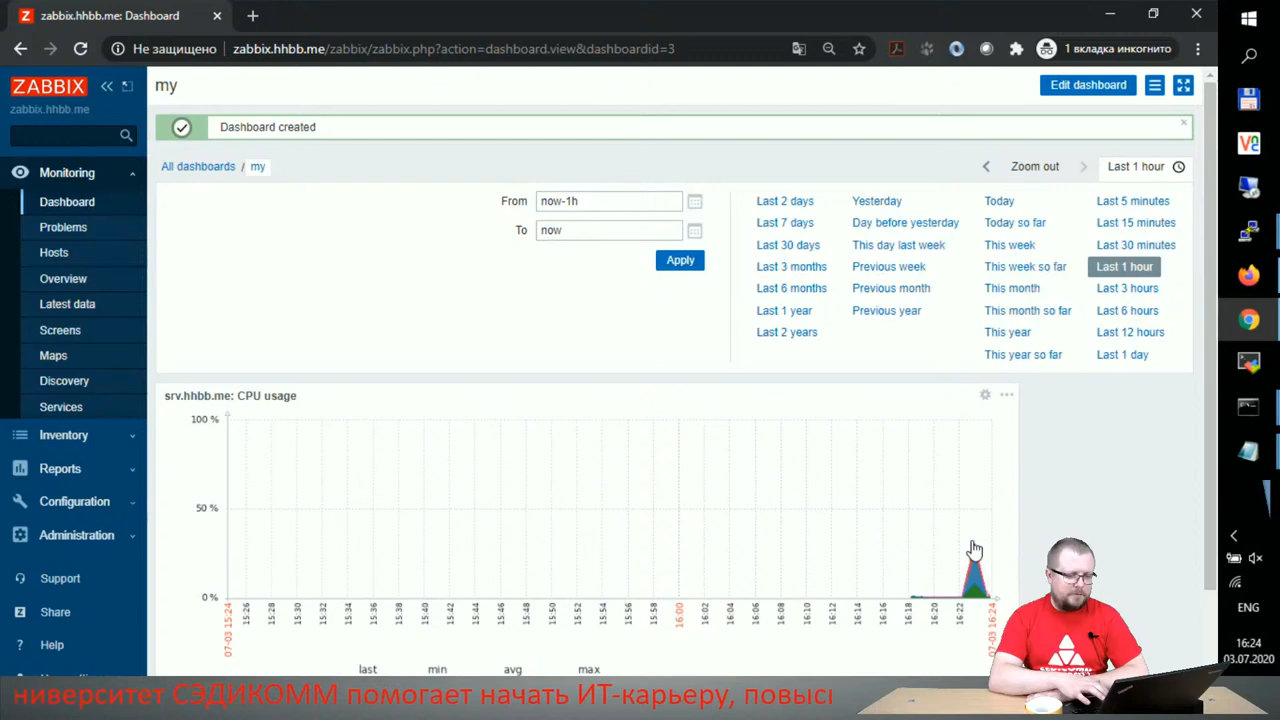 zabbix.hhbb.me: Dashboard
Не защищено
zabbix.hhbb.me/zabbix/zabbix.php?action=dashboard.view&dashboardid=3
1 вкладка инкогнито
ZABBIX
zabbix.hhbb.me
Monitoring
Dashboard
Problems
Hosts
Overview
Latest data
Screens
Maps
Discovery
Services
Inventory
Reports
Configuration
Administration
Support
Share
Help
my
Edit dashboard
Dashboard created
All dashboards / my
Zoom out
Last 1 hour
From now-1h
To now
Apply
Last 2 days Yesterday Today Last 5 minutes
Last 7 days Day before yesterday Today so far Last 15 minutes
Last 30 days This day last week This week Last 30 minutes
Last 3 months Previous week This week so far Last 1 hour
Last 6 months Previous month This month Last 3 hours
Last 1 year Previous year This month so far Last 6 hours
Last 2 years This year Last 12 hours
This year so far Last 1 day
srv.hhbb.me: CPU usage
100 %
50 %
0 %
07-03 15:24 15:28 15:30 15:32 15:34 15:36 15:38 15:40 15:42 15:44 15:46 15:48 15:50 15:52 15:54 15:56 15:58 16:00 16:02 16:04 16:06 16:08 16:10 16:12 16:14 16:16 16:18 16:20 16:22 07-03 16:24
last min avg max
ENG
16:24
03.07.2020
ниверситет СЭДИКОММ помогает начать ИТ-карьеру, повыс